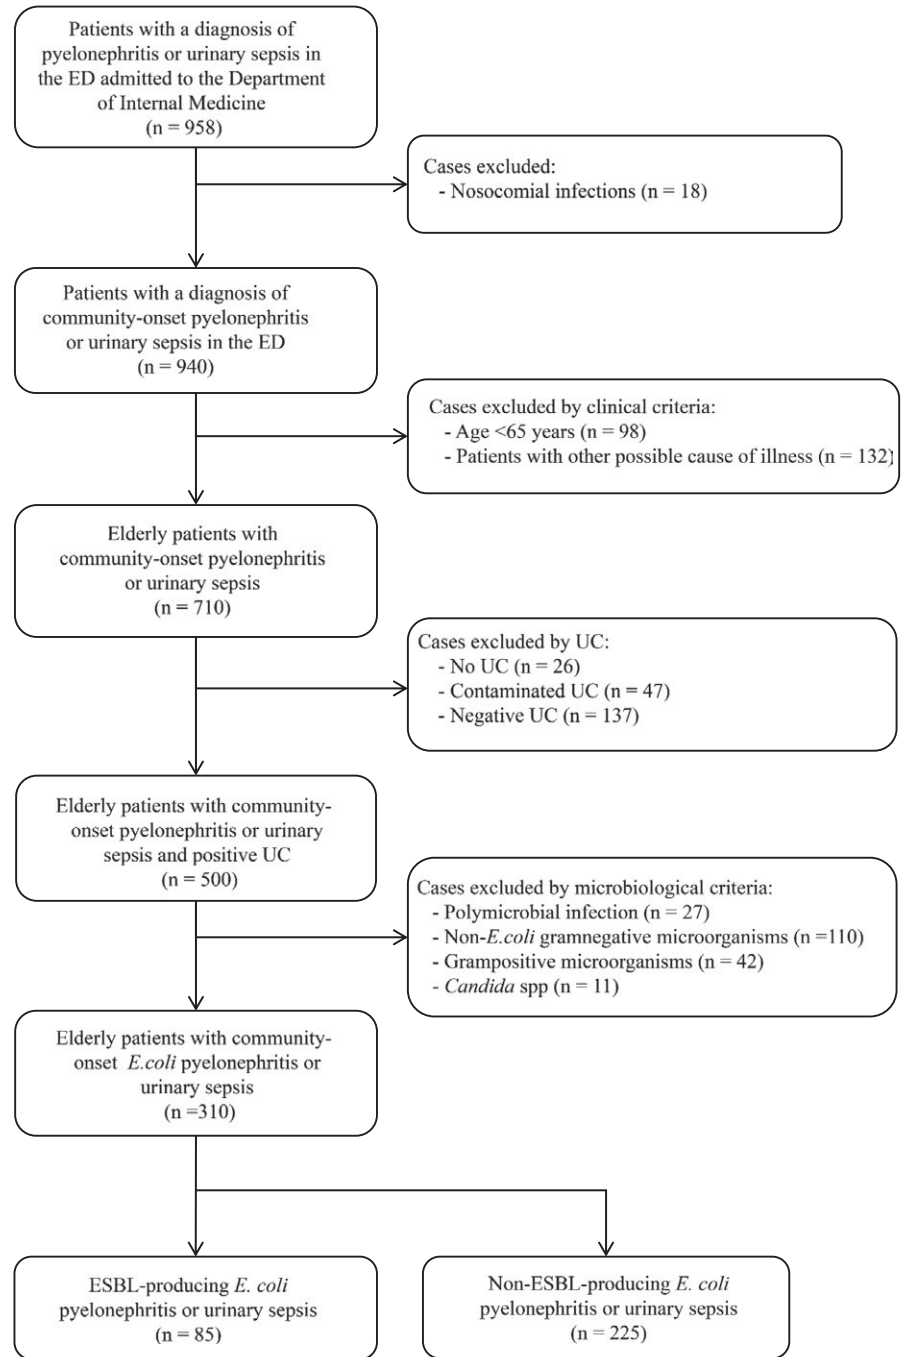 Patients with a diagnosis of
pyelonephritis or urinary sepsis in
the ED admitted to the Department
of Internal Medicine
(n = 958)
Cases excluded:
- Nosocomial infections (n = 18)
Patients with a diagnosis of
community-onset pyelonephritis
or urinary sepsis in the ED
(n = 940)
Cases excluded by clinical criteria:
- Age <65 years (n = 98)
- Patients with other possible cause of illness (n = 132)
Elderly patients with
community-onset pyelonephritis
or urinary sepsis
(n = 710)
Cases excluded by UC:
- No UC (n = 26)
- Contaminated UC (n = 47)
- Negative UC (n = 137)
Elderly patients with community-
onset pyelonephritis or urinary
sepsis and positive UC
(n = 500)
Cases excluded by microbiological criteria:
- Polymicrobial infection (n = 27)
- Non-E.coli gramnegative microorganisms (n =110)
- Grampositive microorganisms (n = 42)
- Candida spp (n = 11)
Elderly patients with community-
onset E.coli pyelonephritis or
urinary sepsis
(n =310)
ESBL-producing E. coli
pyelonephritis or urinary sepsis
(n = 85)
Non-ESBL-producing E. coli
pyelonephritis or urinary sepsis
(n = 225)